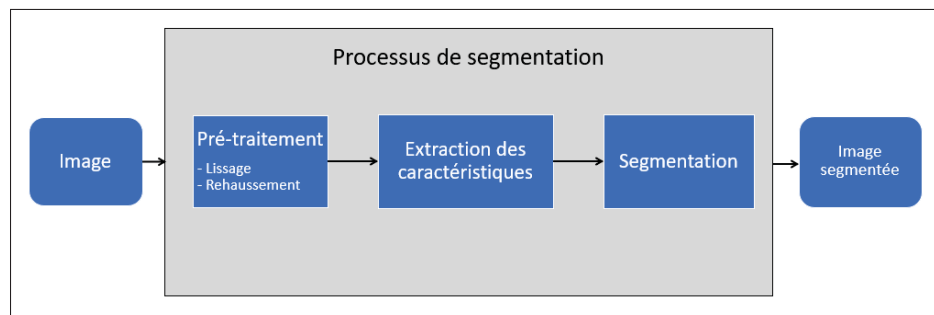 Processus de segmentation
Image
Pré-traitement
- Lissage
- Rehaussement
Extraction des
caractéristiques
Segmentation
Image
segmentée